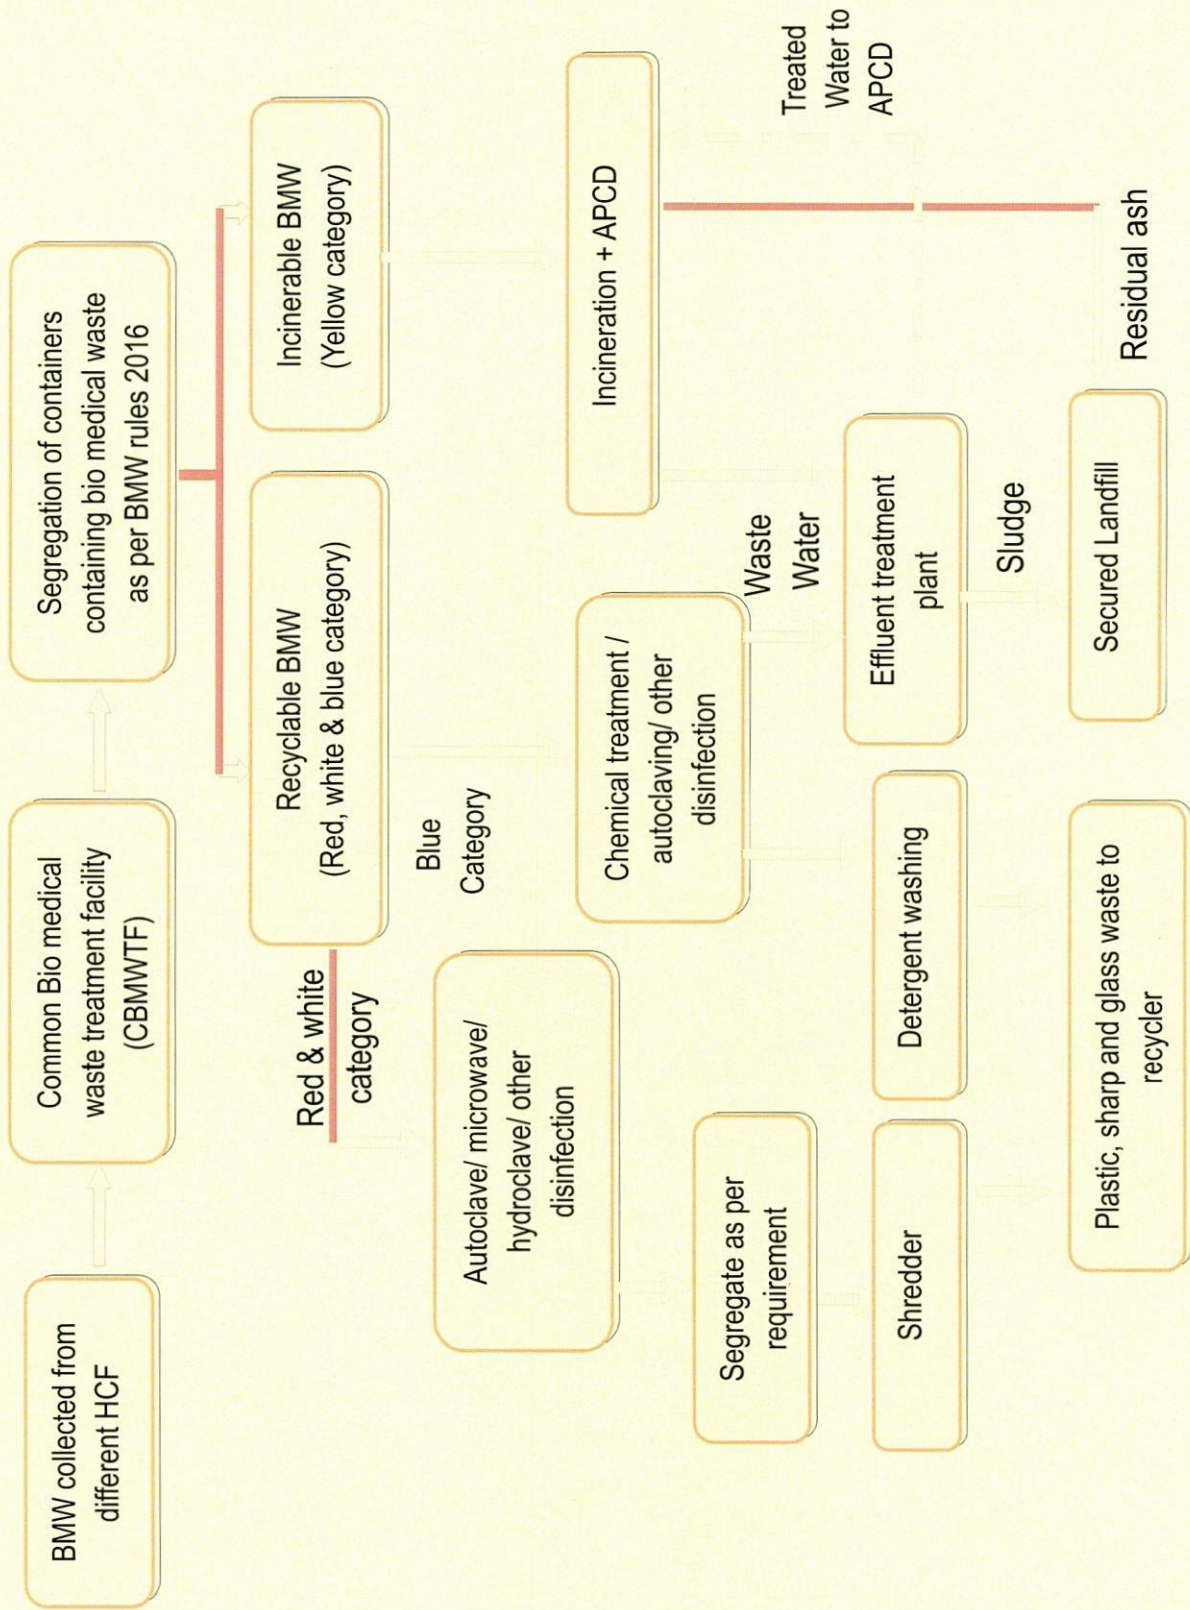 BMW collected from
different HCF
Common Bio medical
waste treatment facility
(CBMWTF)
Segregation of containers
containing bio medical waste
as per BMW rules 2016
Recyclable BMW
(Red, white & blue category)
Incinerable BMW
(Yellow category)
Red & white
category
Blue
Category
Autoclave/ microwave/
hydroclave/ other
disinfection
Chemical treatment /
autoclaving/ other
disinfection
Incineration + APCD
Segregate as per
requirement
Waste
Water
Treated
Water to
APCD
Shredder
Detergent washing
Effluent treatment
plant
Sludge
Plastic, sharp and glass waste to
recycler
Secured Landfill
Residual ash